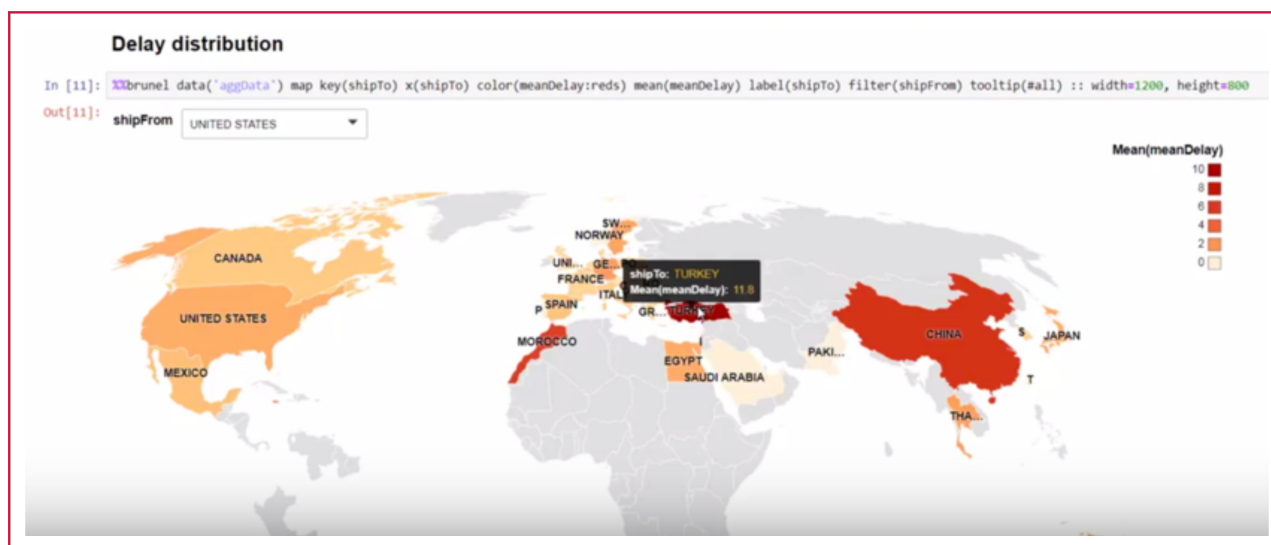 Delay distribution
In [11]: %%brunel data('aggData') map key(shipTo) x(shipTo) color(meanDelay:reds) mean(meanDelay) label(shipTo) filter(shipFrom) tooltip(#all) :: width=1200, height=800
Out[11]:
shipFrom UNITED STATES
Mean(meanDelay)
10
8
6
4
2
0
SW...
NORWAY
CANADA
UNI... GE...
FRANCE
shipTo: TURKEY
Mean(meanDelay): 11.8
ITAL
P SPAIN
GR... TURKEY
UNITED STATES
MOROCCO
I
CHINA
S JAPAN
PAKI...
EGYPT
MEXICO
SAUDI ARABIA
T
THA...